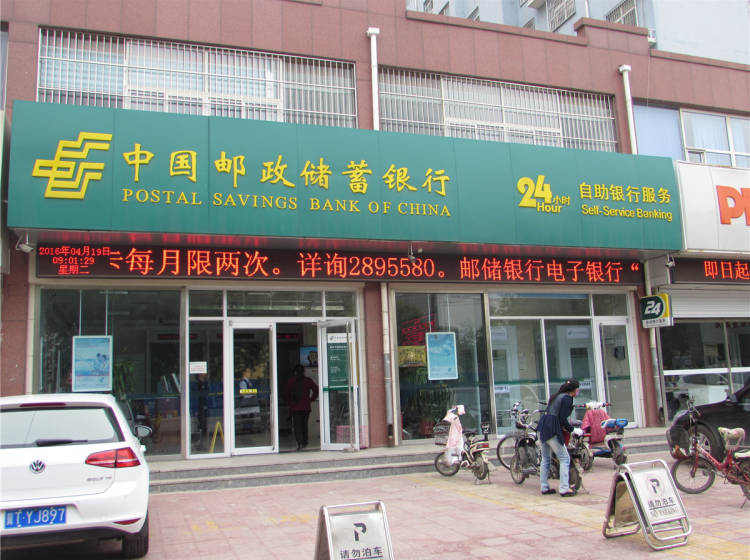 中国邮政储蓄银行
POSTAL SAVINGS BANK OF CHINA
24小时
Hour
自助银行服务
Self-Service Banking
2016年04月19日
09:01:29
星期二
每月限两次。详询2895580。邮储银行电子银行“
即日起
P
24
YJ897
P
请勿泊车
P
请勿泊车
NO PARKING